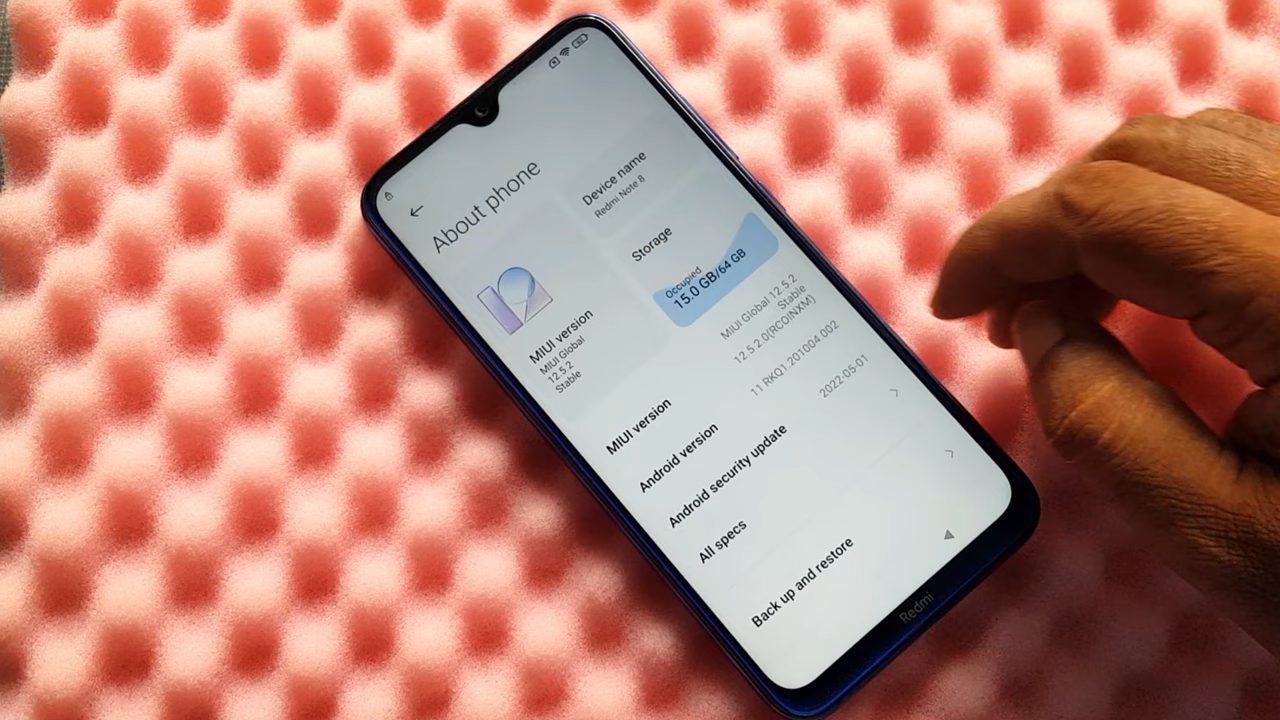 About phone
Device name
Redmi Note 8
Storage
Occupied
15.0 GB/64 GB
MIUI version
MIUI Global
12.5.2
Stable
MIUI version
MIUI Global 12.5.2
Stable
12.5.2.0(RCOINXM)
Android version
11 RKQ1.201004.002
Android security update
2022-05-01
All specs
Back up and restore
Redmi